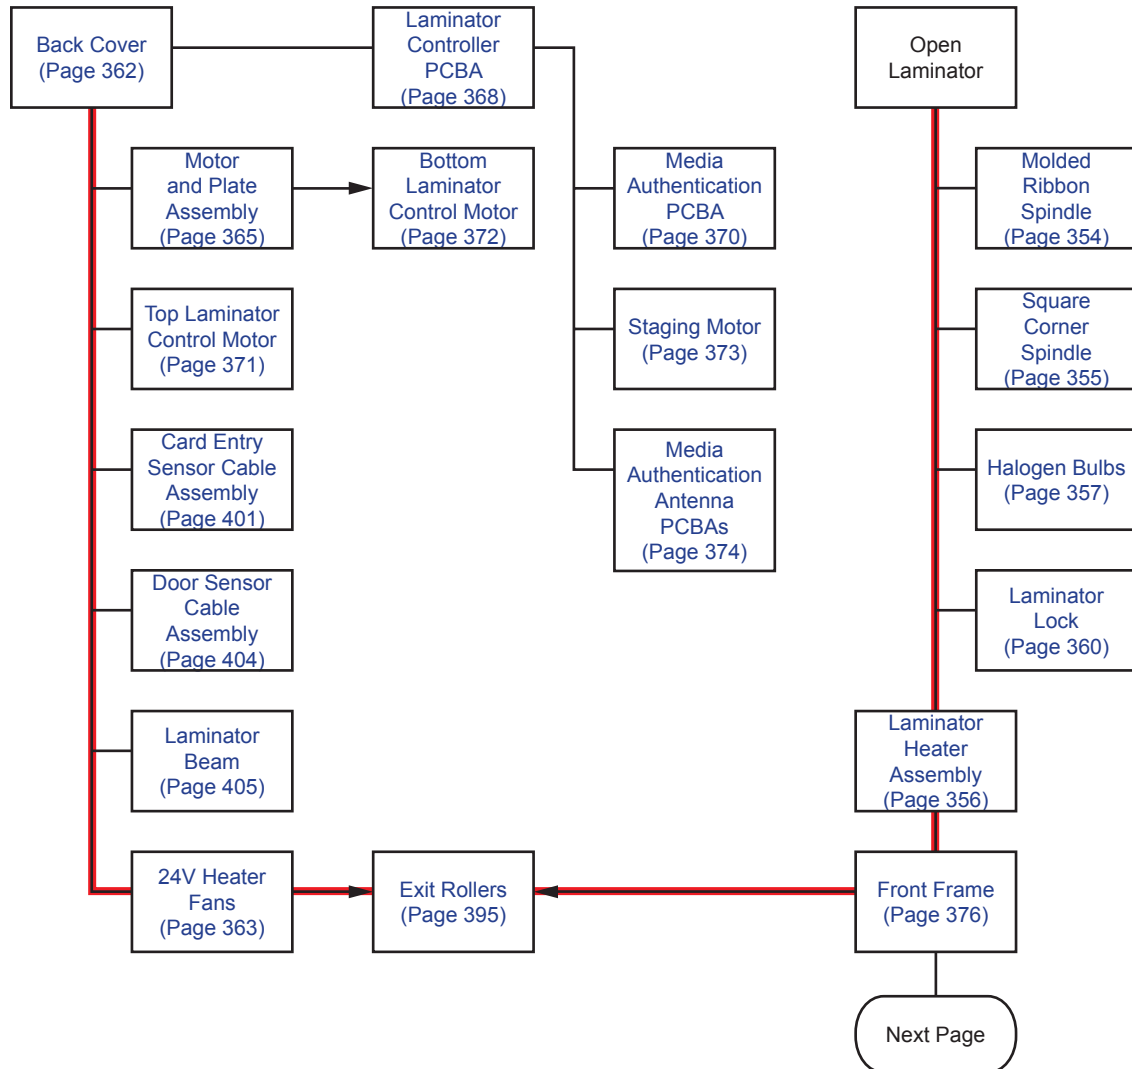 Back Cover
(Page 362)
Laminator
Controller
PCBA
(Page 368)
Open
Laminator
Motor
and Plate
Assembly
(Page 365)
Bottom
Laminator
Control Motor
(Page 372)
Media
Authentication
PCBA
(Page 370)
Molded
Ribbon
Spindle
(Page 354)
Top Laminator
Control Motor
(Page 371)
Staging Motor
(Page 373)
Square
Corner
Spindle
(Page 355)
Card Entry
Sensor Cable
Assembly
(Page 401)
Media
Authentication
Antenna
PCBAs
(Page 374)
Halogen Bulbs
(Page 357)
Door Sensor
Cable
Assembly
(Page 404)
Laminator
Lock
(Page 360)
Laminator
Beam
(Page 405)
Laminator
Heater
Assembly
(Page 356)
24V Heater
Fans
(Page 363)
Exit Rollers
(Page 395)
Front Frame
(Page 376)
Next Page